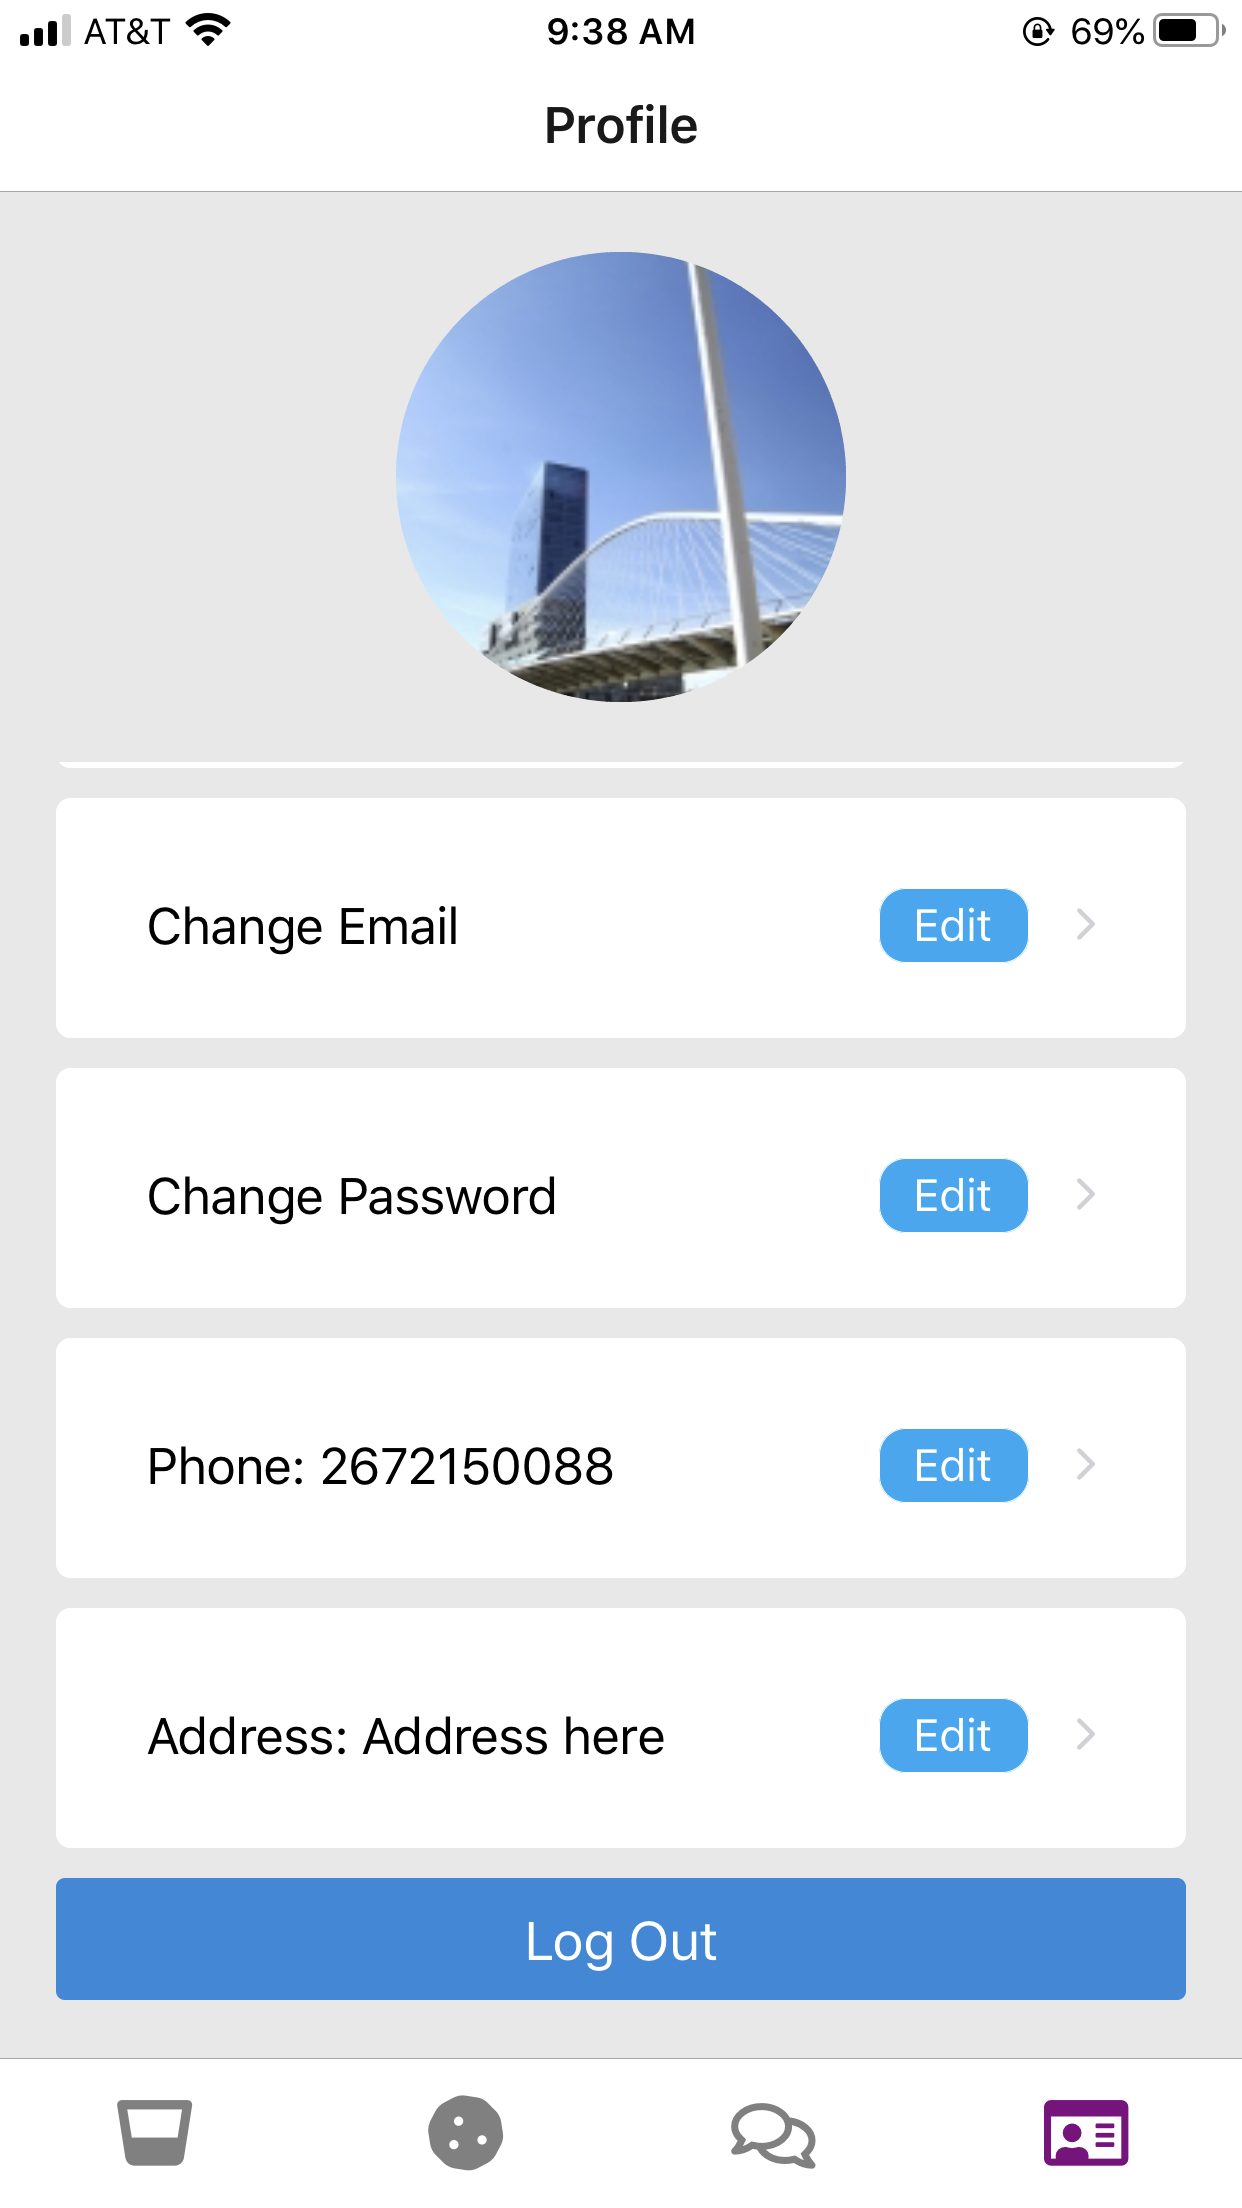 AT&T 9:38 AM 69%
Profile
Change Email Edit
Change Password Edit
Phone: 2672150088 Edit
Address: Address here Edit
Log Out